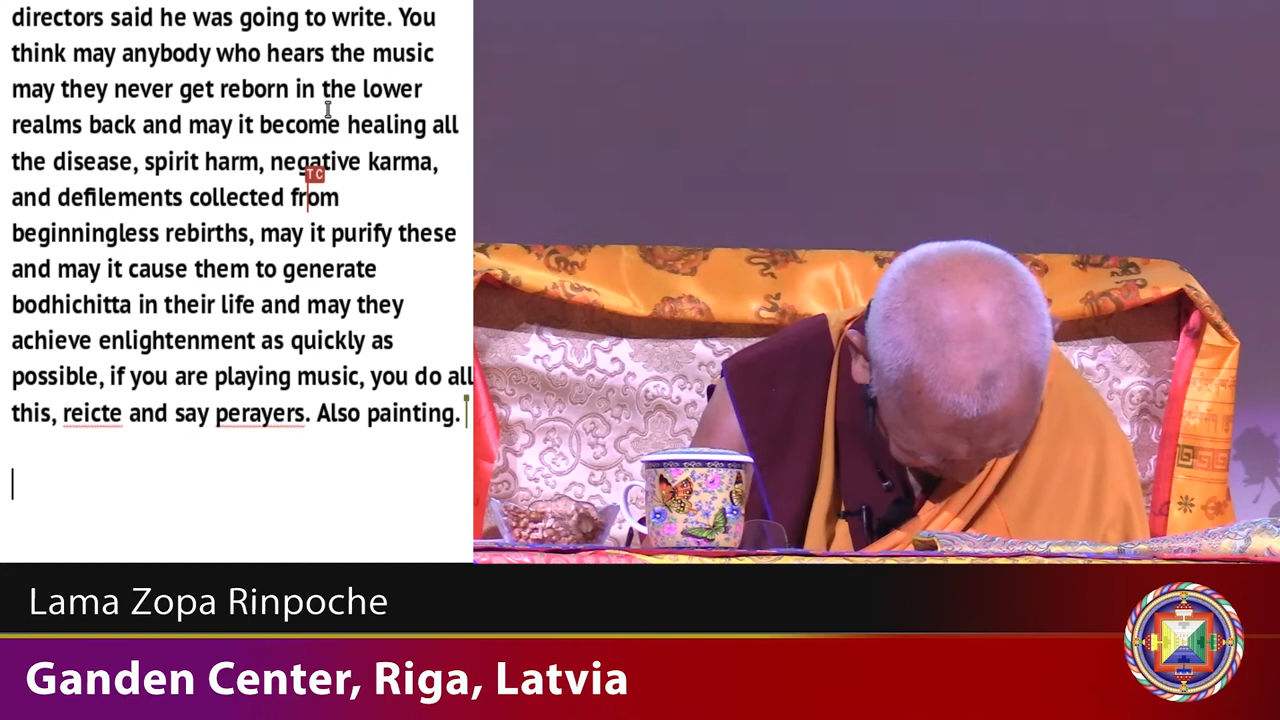 directors said he was going to write. You
think may anybody who hears the music
may they never get reborn in the lower
realms back and may it become healing all
the disease, spirit harm, negative karma,
TC
and defilements collected from
beginningless rebirths, may it purify these
and may it cause them to generate
bodhichitta in their life and may they
achieve enlightenment as quickly as
possible, if you are playing music, you do all
this, reicte and say perayers. Also painting.
Lama Zopa Rinpoche
Ganden Center, Riga, Latvia